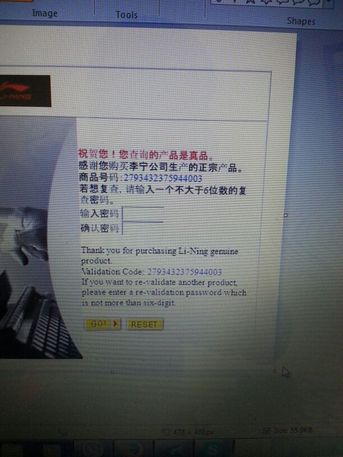 Image
Tools
Shapes
LI-NING
祝贺您！您查询的产品是真品。
感谢您购买李宁公司生产的正宗产品。
商品号码:2793432375944003
若想复查，请输入一个不大于6位数的复
查密码。
输入密码
确认密码
Thank you for purchasing Li-Ning genuine
product.
Validation Code: 2793432375944003
If you want to re-validate another product,
please enter a re-validation password which
is not more than six-digit.
GO!
RESET